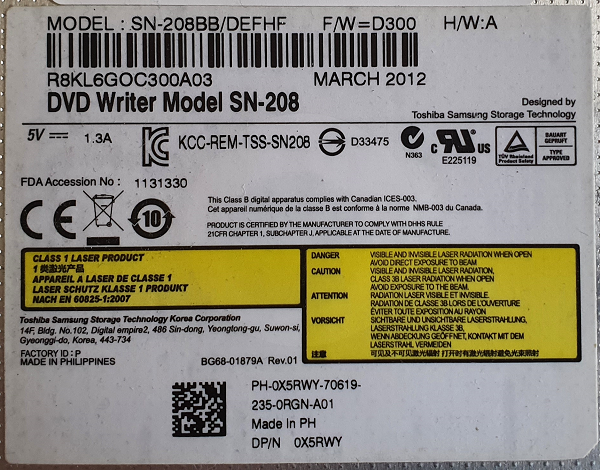 MODEL : SN-208BB/DEFHF F/W=D300 H/W:A
R8KL6GOC300A03 MARCH 2012
DVD Writer Model SN-208
Designed by
Toshiba Samsung Storage Technology
5V 1.3A KCC-REM-TSS-SN208 D33475 N363 c UL US E225119 TÜV Rheinland Product Safety BAUART GEPRÜFT TYPE APPROVED
FDA Accession No : 1131330
CE 10
This Class B digital apparatus complies with Canadian ICES-003.
Cet appareil numérique de la classe B est conforme à la norme NMB-003 du Canada.
PRODUCT IS CERTIFIED BY THE MANUFACTURER TO COMPLY WITH DHHS RULE
21CFR CHAPTER 1, SUBCHAPTER J, APPLICABLE AT THE DATE OF MANUFACTURE.
CLASS 1 LASER PRODUCT
1类激光产品
APPAREIL A LASER DE CLASSE 1
LASER SCHUTZ KLASSE 1 PRODUKT
NACH EN 60825-1:2007
DANGER VISIBLE AND INVISIBLE LASER RADIATION WHEN OPEN
AVOID DIRECT EXPOSURE TO BEAM
CAUTION VISIBLE AND INVISIBLE LASER RADIATION,
CLASS 3B LASER RADIATION WHEN OPEN
AVOID EXPOSURE TO THE BEAM.
ATTENTION RADIATION LASER VISIBLE ET INVISIBLE.
RADIATION DE CLASSE 3B LORS DE L'OUVERTURE
ÉVITER TOUTE EXPOSITION AU RAYON
VORSICHT SICHTBARE UND UNSICHTBARE LASERSTRAHLUNG,
LASERSTRAHLUNG KLASSE 3B,
WENN ABDECKUNG GEÖFFNET, KONTAKT MIT DEM
LASERSTRAHL VERMEIDEN
注意 可见及不可见激光辐射 打开时有激光辐射避免光束照射
Toshiba Samsung Storage Technology Korea Corporation
14F, Bldg. No.102, Digital empire2, 486 Sin-dong, Yeongtong-gu, Suwon-si,
Gyeonggi-do, Korea, 443-734
FACTORY ID : P
MADE IN PHILIPPINES BG68-01879A Rev.01
PH-0X5RWY-70619-
235-0RGN-A01
Made in PH
DP/N 0X5RWY